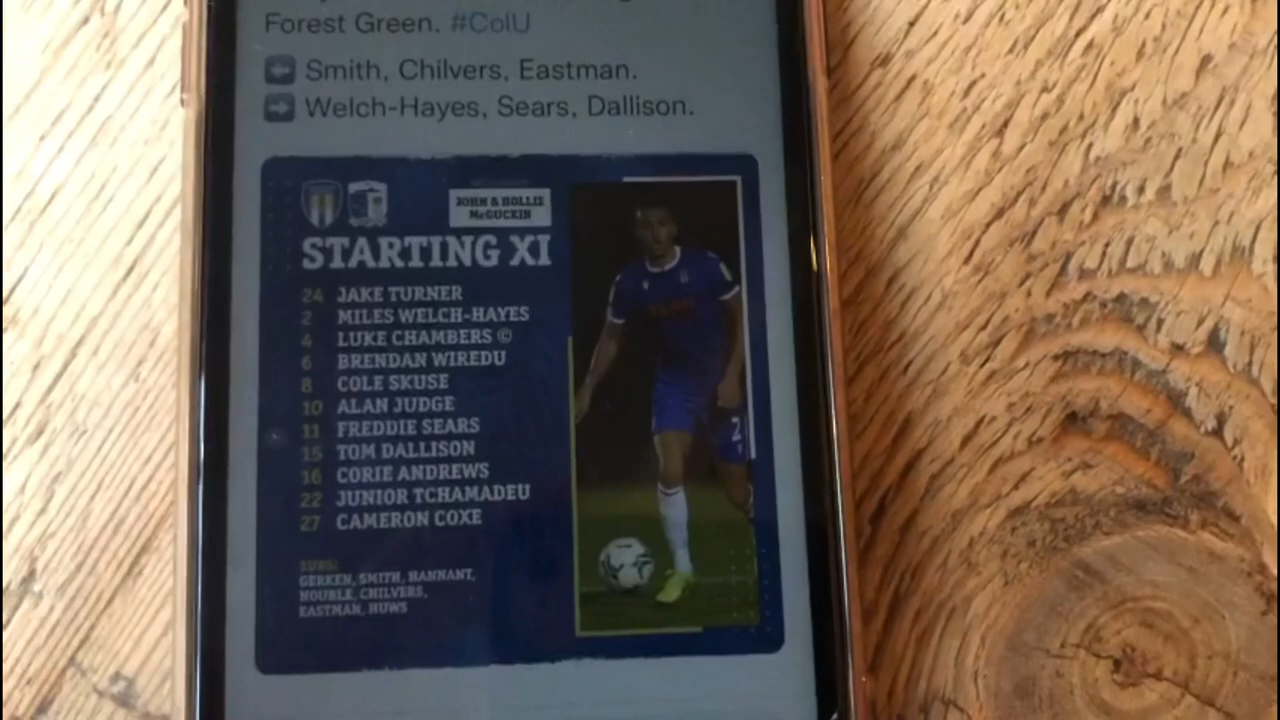 Forest Green. #ColU
Smith, Chilvers, Eastman.
Welch-Hayes, Sears, Dallison.
JOHN & HOLLIE
McGUCKIN
STARTING XI
24 JAKE TURNER
2 MILES WELCH-HAYES
4 LUKE CHAMBERS ©
6 BRENDAN WIREDU
8 COLE SKUSE
10 ALAN JUDGE
11 FREDDIE SEARS
15 TOM DALLISON
16 CORIE ANDREWS
22 JUNIOR TCHAMADEU
27 CAMERON COXE
SUBS:
GERKEN, SMITH, HANNANT,
NOUBLE, CHILVERS,
EASTMAN, HUWS
2